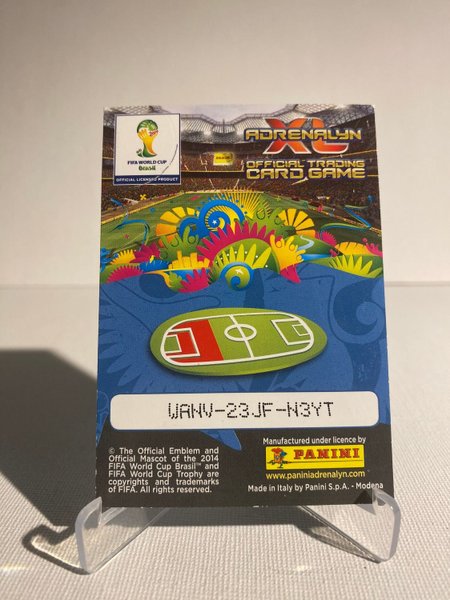 FIFA WORLD CUP
Brasil
OFFICIAL LICENSED PRODUCT
ADRENALYN
XL
OFFICIAL TRADING
CARD GAME
WANV-23JF-N3YT
© The Official Emblem and
Official Mascot of the 2014
FIFA World Cup Brasil™ and
FIFA World Cup Trophy are
copyrights and trademarks
of FIFA. All rights reserved.
Manufactured under licence by
PANINI
www.paniniadrenalyn.com
Made in Italy by Panini S.p.A. - Modena